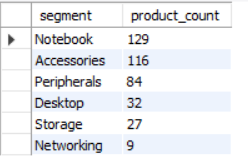 segment product_count
Notebook 129
Accessories 116
Peripherals 84
Desktop 32
Storage 27
Networking 9